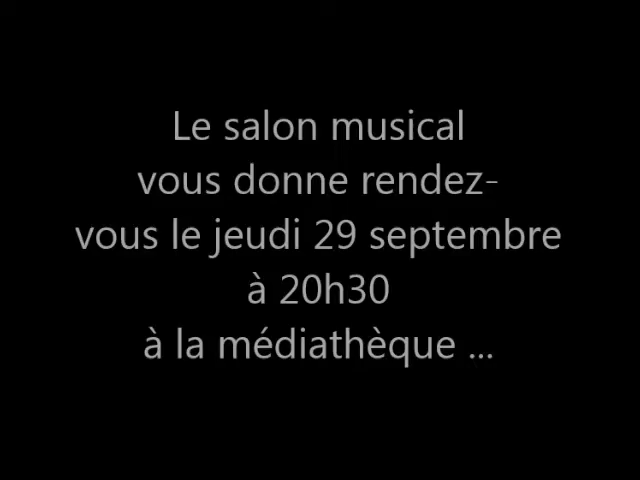 Le salon musical
vous donne rendez-
vous le jeudi 29 septembre
à 20h30
à la médiathèque ...